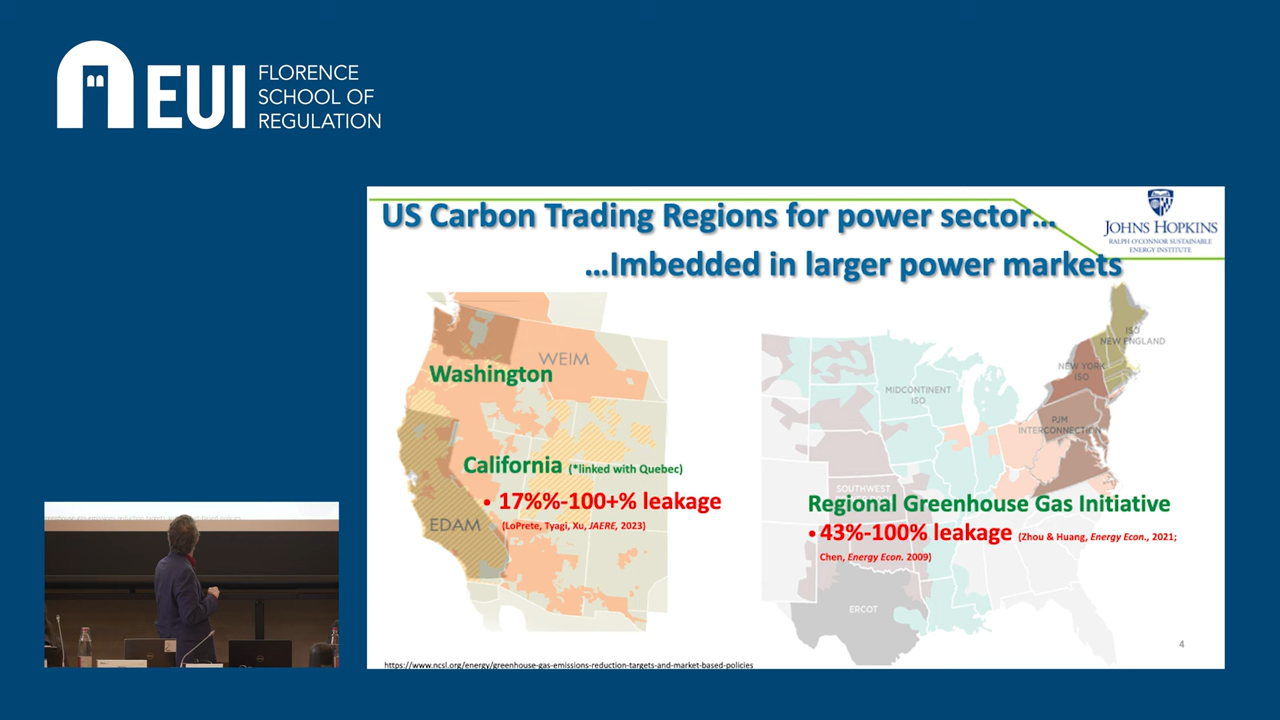 EUI
FLORENCE
SCHOOL OF
REGULATION
US Carbon Trading Regions for power sector...
...Imbedded in larger power markets
JOHNS HOPKINS
RALPH O'CONNOR SUSTAINABLE
ENERGY INSTITUTE
WEIM
Washington
California (*linked with Quebec)
• 17%%-100+% leakage
(LoPrete, Tyagi, Xu, JAERE, 2023)
EDAM
ISO
NEW ENGLAND
NEW YORK
ISO
MIDCONTINENT
ISO
PJM
INTERCONNECTION
SOUTHWEST
Regional Greenhouse Gas Initiative
• 43%-100% leakage (Zhou & Huang, Energy Econ., 2021;
Chen, Energy Econ. 2009)
ERCOT
4
https://www.ncsl.org/energy/greenhouse-gas-emissions-reduction-targets-and-market-based-policies